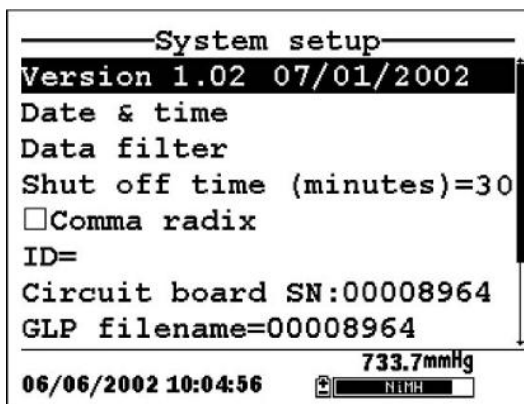 System setup
Version 1.02 07/01/2002
Date & time
Data filter
Shut off time (minutes)=30
☐Comma radix
ID=
Circuit board SN:00008964
GLP filename=00008964
733.7mmHg
06/06/2002 10:04:56 NiMH